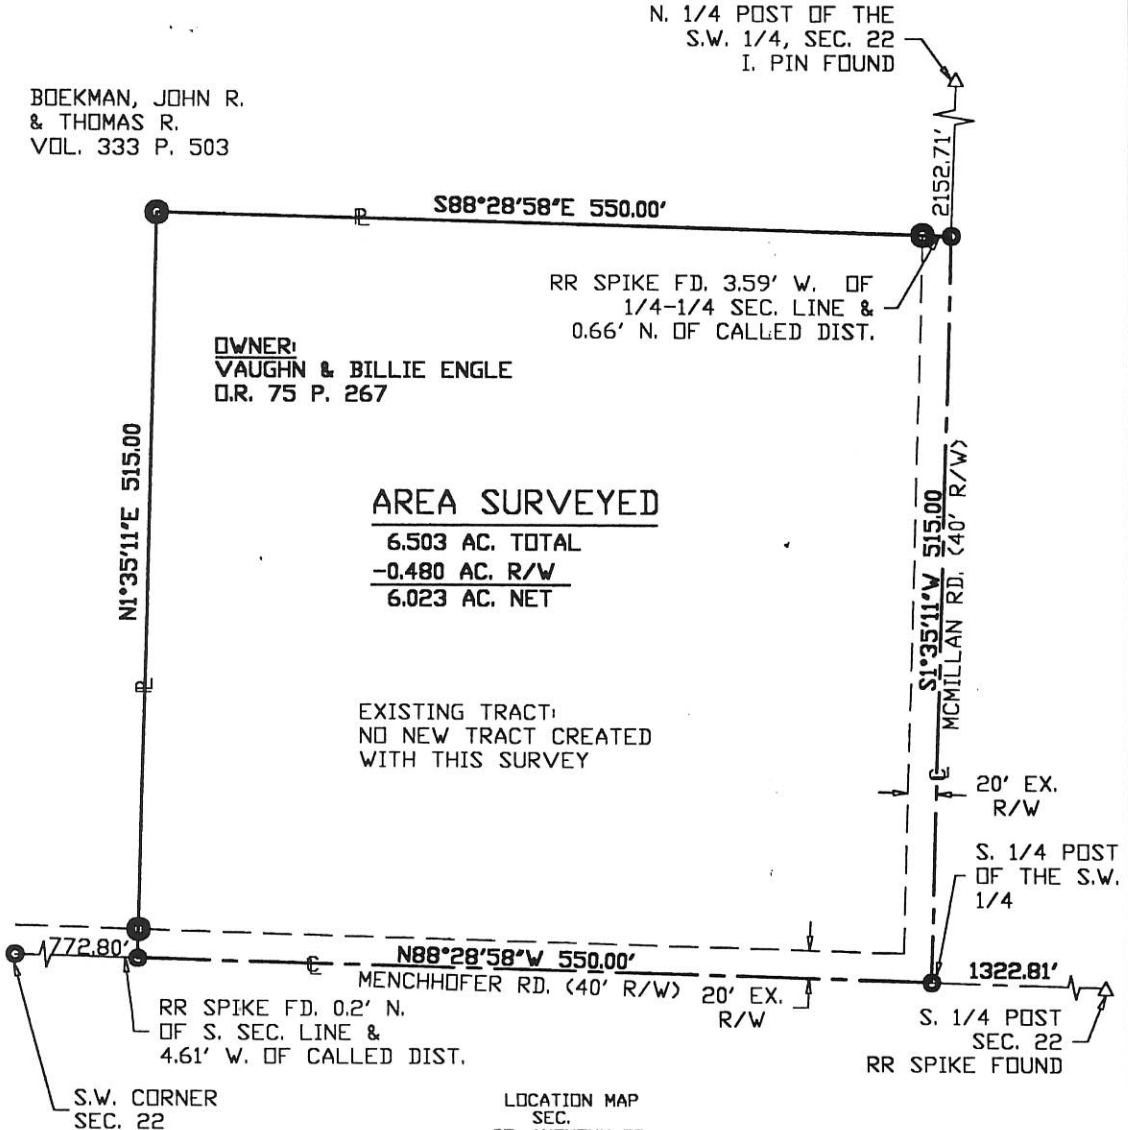 N. 1/4 POST OF THE
S.W. 1/4, SEC. 22
I. PIN FOUND
BOEKMAN, JOHN R.
& THOMAS R.
VOL. 333 P. 503
2152.71'
S88°28'58"E 550.00'
PL
RR SPIKE FD. 3.59' W. OF
1/4-1/4 SEC. LINE &
0.66' N. OF CALLED DIST.
OWNER:
VAUGHN & BILLIE ENGLE
O.R. 75 P. 267
N1°35'11"E 515.00
AREA SURVEYED
6.503 AC. TOTAL
-0.480 AC. R/W
6.023 AC. NET
S1°35'11"W 515.00
MCMILLAN RD. (40' R/W)
PL
EXISTING TRACT:
NO NEW TRACT CREATED
WITH THIS SURVEY
CL
20' EX.
R/W
S. 1/4 POST
OF THE S.W.
1/4
772.80'
CL
N88°28'58"W 550.00'
MENCHHOFER RD. (40' R/W)
20' EX.
R/W
1322.81'
RR SPIKE FD. 0.2' N.
OF S. SEC. LINE &
4.61' W. OF CALLED DIST.
S. 1/4 POST
SEC. 22
RR SPIKE FOUND
S.W. CORNER
SEC. 22
LOCATION MAP
SEC.